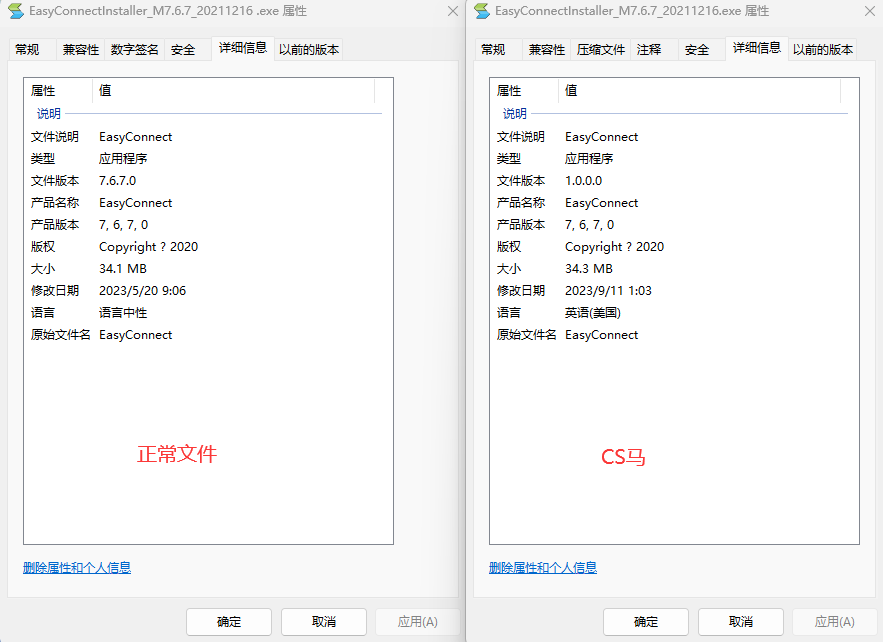 EasyConnectInstaller_M7.6.7_20211216 .exe 属性
常规 兼容性 数字签名 安全 详细信息 以前的版本
属性 值
说明
文件说明 EasyConnect
类型 应用程序
文件版本 7.6.7.0
产品名称 EasyConnect
产品版本 7, 6, 7, 0
版权 Copyright ? 2020
大小 34.1 MB
修改日期 2023/5/20 9:06
语言 语言中性
原始文件名 EasyConnect
正常文件
删除属性和个人信息
确定 取消 应用(A)
EasyConnectInstaller_M7.6.7_20211216.exe 属性
常规 兼容性 压缩文件 注释 安全 详细信息 以前的版本
属性 值
说明
文件说明 EasyConnect
类型 应用程序
文件版本 1.0.0.0
产品名称 EasyConnect
产品版本 7, 6, 7, 0
版权 Copyright ? 2020
大小 34.3 MB
修改日期 2023/9/11 1:03
语言 英语(美国)
原始文件名 EasyConnect
CS马
删除属性和个人信息
确定 取消 应用(A)